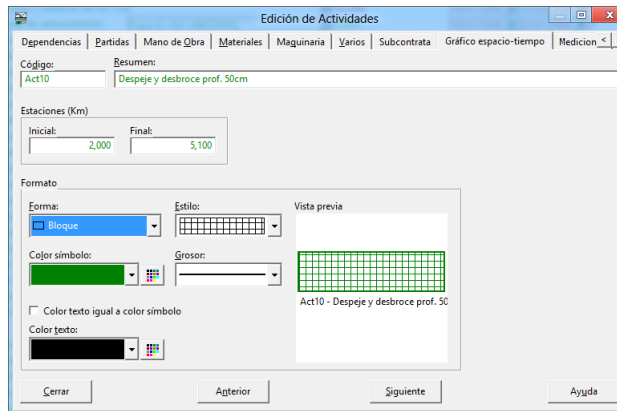 Edición de Actividades
Dependencias Partidas Mano de Obra Materiales Maquinaria Varios Subcontrata Gráfico espacio-tiempo Medicion
Código: Resumen:
Act10 Despeje y desbroce prof. 50cm
Estaciones (Km)
Inicial: Final:
2,000 5,100
Formato
Forma: Estilo: Vista previa
Bloque
Color símbolo: Grosor:
Act10 - Despeje y desbroce prof. 50
Color texto igual a color símbolo
Color texto:
Cerrar Anterior Siguiente Ayuda